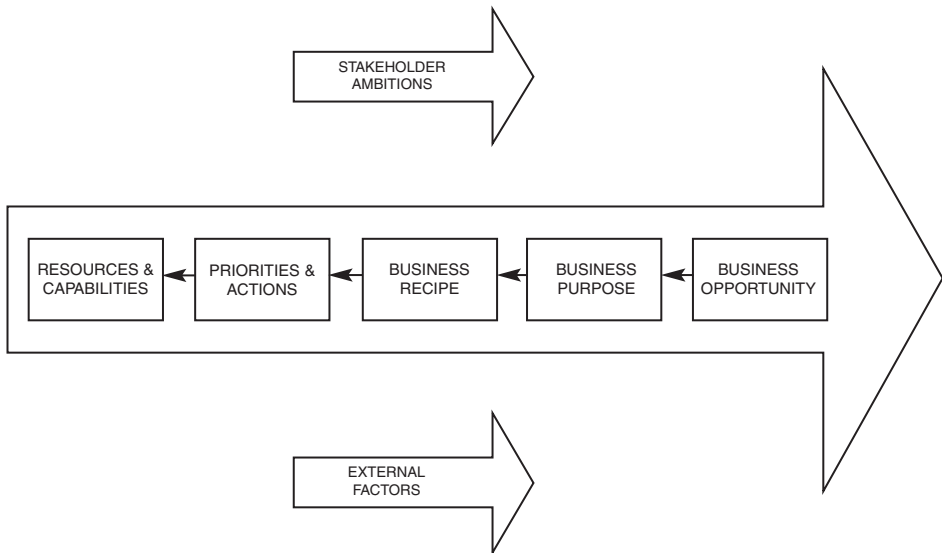 STAKEHOLDER
AMBITIONS
RESOURCES &
CAPABILITIES
PRIORITIES &
ACTIONS
BUSINESS
RECIPE
BUSINESS
PURPOSE
BUSINESS
OPPORTUNITY
EXTERNAL
FACTORS